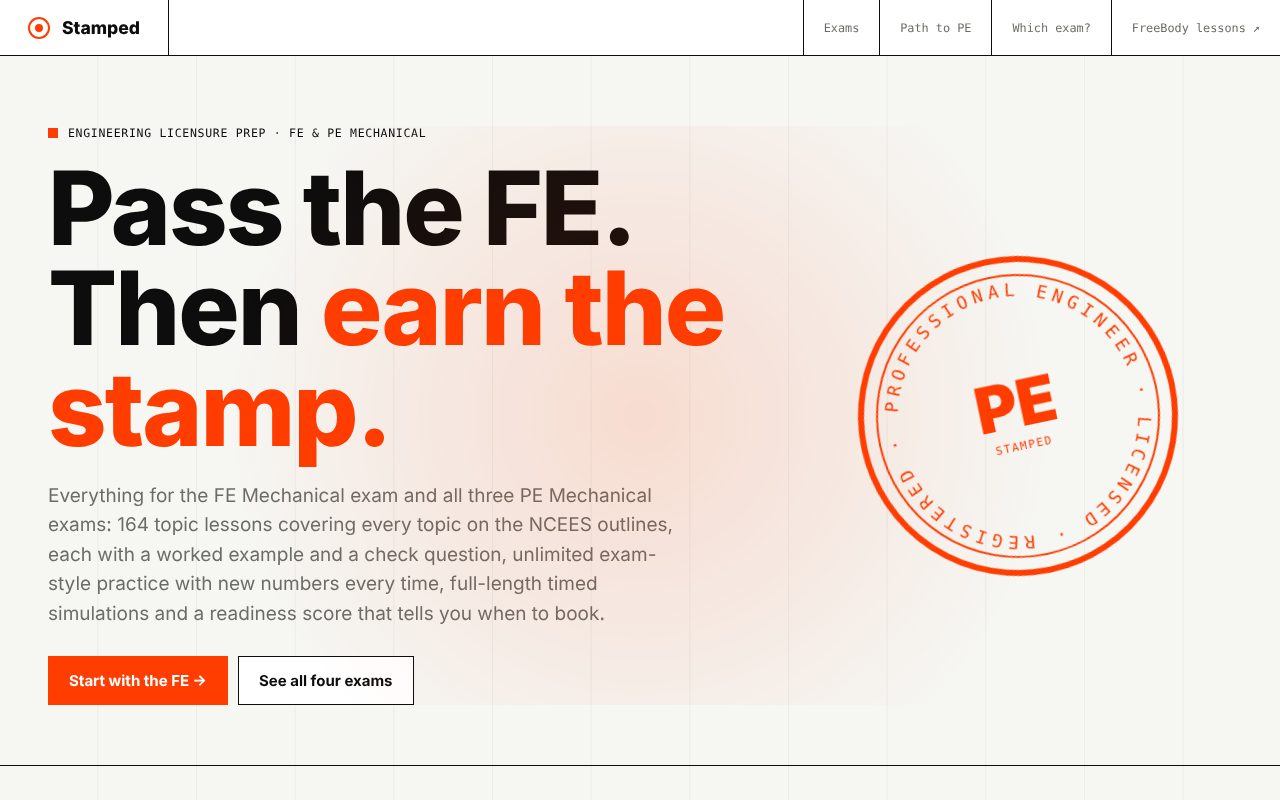 Stamped
Exams
Path to PE
Which exam?
FreeBody lessons ↗
ENGINEERING LICENSURE PREP · FE & PE MECHANICAL
Pass the FE.
Then earn the
stamp.
Everything for the FE Mechanical exam and all three PE Mechanical
exams: 164 topic lessons covering every topic on the NCEES outlines,
each with a worked example and a check question, unlimited exam-
style practice with new numbers every time, full-length timed
simulations and a readiness score that tells you when to book.
Start with the FE →
See all four exams
PROFESSIONAL ENGINEER · LICENSED · REGISTERED ·
PE
STAMPED